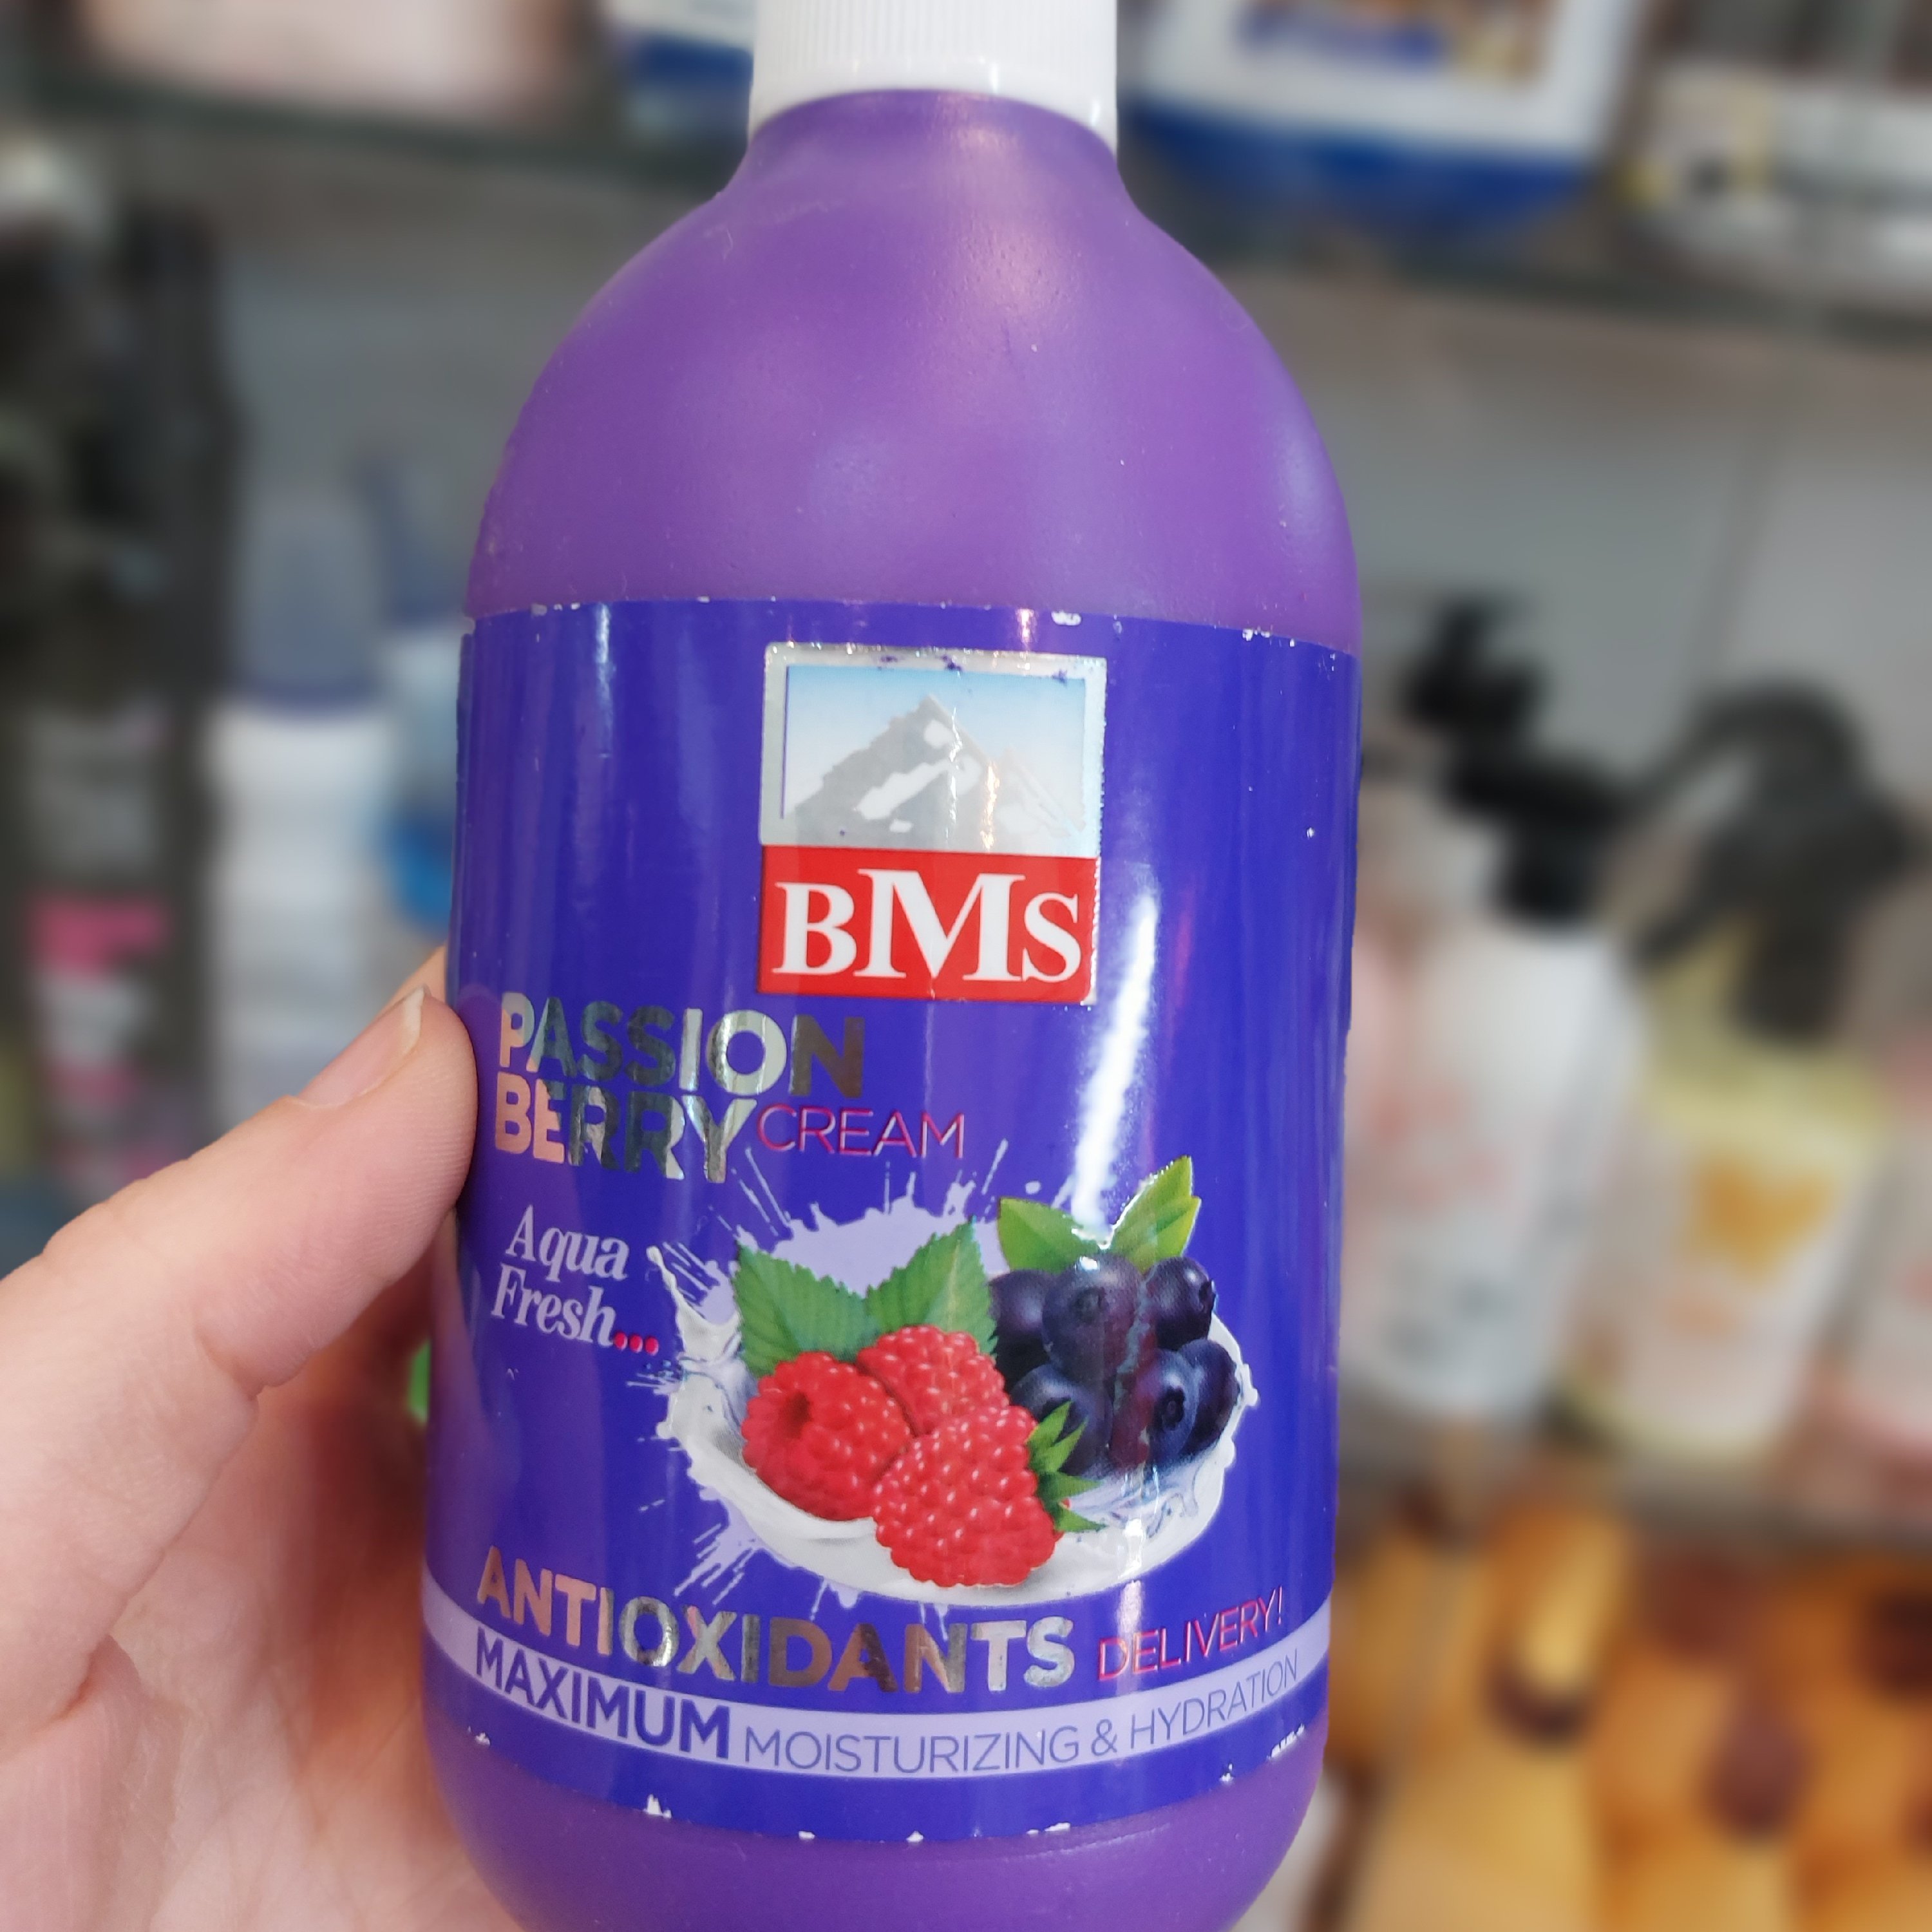 BMS
PASSION
BERRY CREAM
Aqua
Fresh...
ANTIOXIDANTS DELIVERY!
MAXIMUM MOISTURIZING & HYDRATION